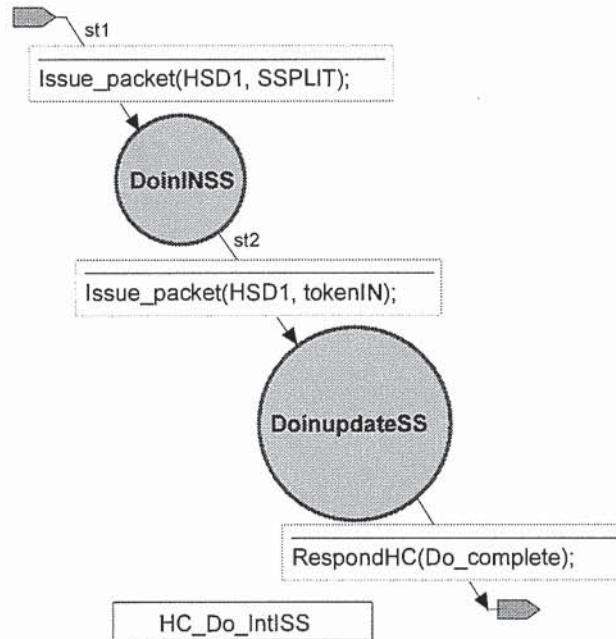 st1
Issue_packet(HSD1, SSPLIT);
DoinINSS
st2
Issue_packet(HSD1, tokenIN);
DoinupdateSS
RespondHC(Do_complete);
HC_Do_IntISS